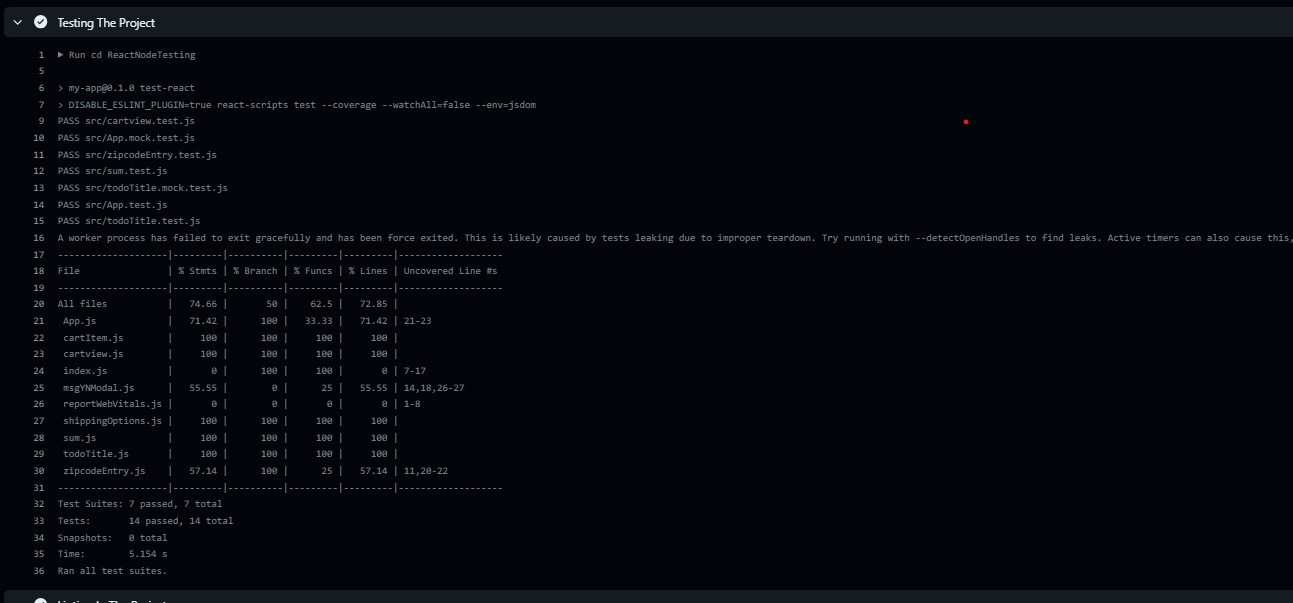 Testing The Project
1 ▶ Run cd ReactNodeTesting
5
6 > my-app@0.1.0 test-react
7 > DISABLE_ESLINT_PLUGIN=true react-scripts test --coverage --watchAll=false --env=jsdom
9 PASS src/cartview.test.js
10 PASS src/App.mock.test.js
11 PASS src/zipcodeEntry.test.js
12 PASS src/sum.test.js
13 PASS src/todoTitle.mock.test.js
14 PASS src/App.test.js
15 PASS src/todoTitle.test.js
16 A worker process has failed to exit gracefully and has been force exited. This is likely caused by tests leaking due to improper teardown. Try running with --detectOpenHandles to find leaks. Active timers can also cause this,
17 --------------------|---------|----------|---------|---------|-------------------
18 File                | % Stmts | % Branch | % Funcs | % Lines | Uncovered Line #s
19 --------------------|---------|----------|---------|---------|-------------------
20 All files           |   74.66 |       50 |    62.5 |   72.85 |
21  App.js             |   71.42 |      100 |   33.33 |   71.42 | 21-23
22  cartItem.js        |     100 |      100 |     100 |     100 |
23  cartview.js        |     100 |      100 |     100 |     100 |
24  index.js           |       0 |      100 |     100 |       0 | 7-17
25  msgYNModal.js      |   55.55 |        0 |      25 |   55.55 | 14,18,26-27
26  reportWebVitals.js |       0 |        0 |       0 |       0 | 1-8
27  shippingOptions.js |     100 |      100 |     100 |     100 |
28  sum.js             |     100 |      100 |     100 |     100 |
29  todoTitle.js       |     100 |      100 |     100 |     100 |
30  zipcodeEntry.js    |   57.14 |      100 |      25 |   57.14 | 11,20-22
31 --------------------|---------|----------|---------|---------|-------------------
32 Test Suites: 7 passed, 7 total
33 Tests:       14 passed, 14 total
34 Snapshots:   0 total
35 Time:        5.154 s
36 Ran all test suites.